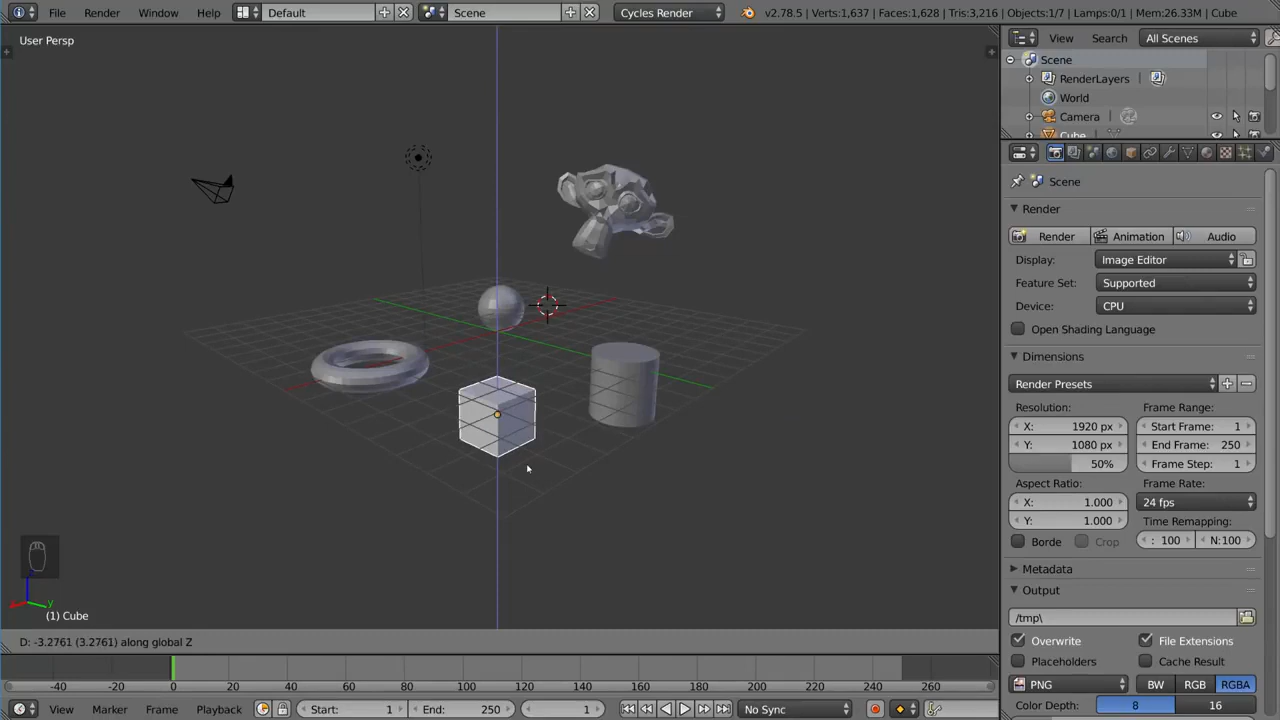 File Render Window Help Default Scene Cycles Render v2.78.5 | Verts:1,637 | Faces:1,628 | Tris:3,216 | Objects:1/7 | Lamps:0/1 | Mem:26.33M | Cube
User Persp
View Search All Scenes
Scene
RenderLayers
World
Camera
Cube
Scene
Render
Render Animation Audio
Display: Image Editor
Feature Set: Supported
Device: CPU
Open Shading Language
Dimensions
Render Presets
Resolution: Frame Range:
X: 1920 px Start Frame: 1
Y: 1080 px End Frame: 250
50% Frame Step: 1
Aspect Ratio: Frame Rate:
X: 1.000 24 fps
Y: 1.000 Time Remapping:
Borde Crop : 100 N:100
Metadata
Output
/tmp\
Overwrite File Extensions
Placeholders Cache Result
PNG BW RGB RGBA
Color Depth: 8 16
z
x y
(1) Cube
D: -3.2761 (3.2761) along global Z
-40 -20 0 20 40 60 80 100 120 140 160 180 200 220 240 260
View Marker Frame Playback Start: 1 End: 250 1 No Sync